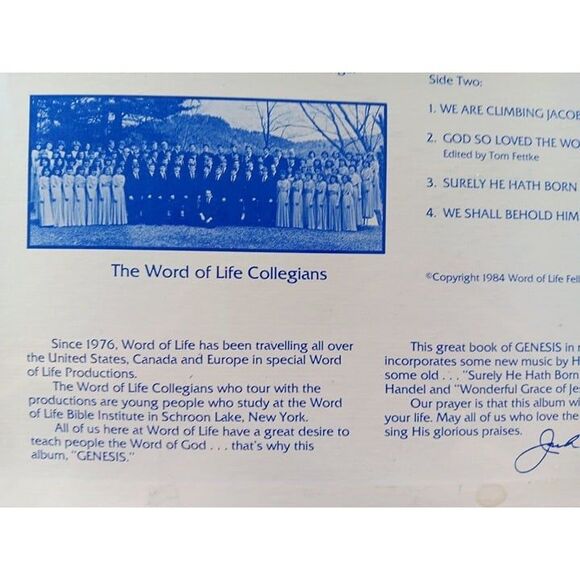 Side Two:
1. WE ARE CLIMBING JACOB
2. GOD SO LOVED THE WO
Edited by Tom Fettke
3. SURELY HE HATH BORN
4. WE SHALL BEHOLD HIM
©Copyright 1984 Word of Life Fell
The Word of Life Collegians
Since 1976, Word of Life has been travelling all over
the United States, Canada and Europe in special Word
of Life Productions.
The Word of Life Collegians who tour with the
productions are young people who study at the Word
of Life Bible Institute in Schroon Lake, New York.
All of us here at Word of Life have a great desire to
teach people the Word of God . . . that's why this
album, "GENESIS."
This great book of GENESIS in
incorporates some new music by H
some old . . . "Surely He Hath Born
Handel and "Wonderful Grace of Je
Our prayer is that this album wi
your life. May all of us who love the
sing His glorious praises.